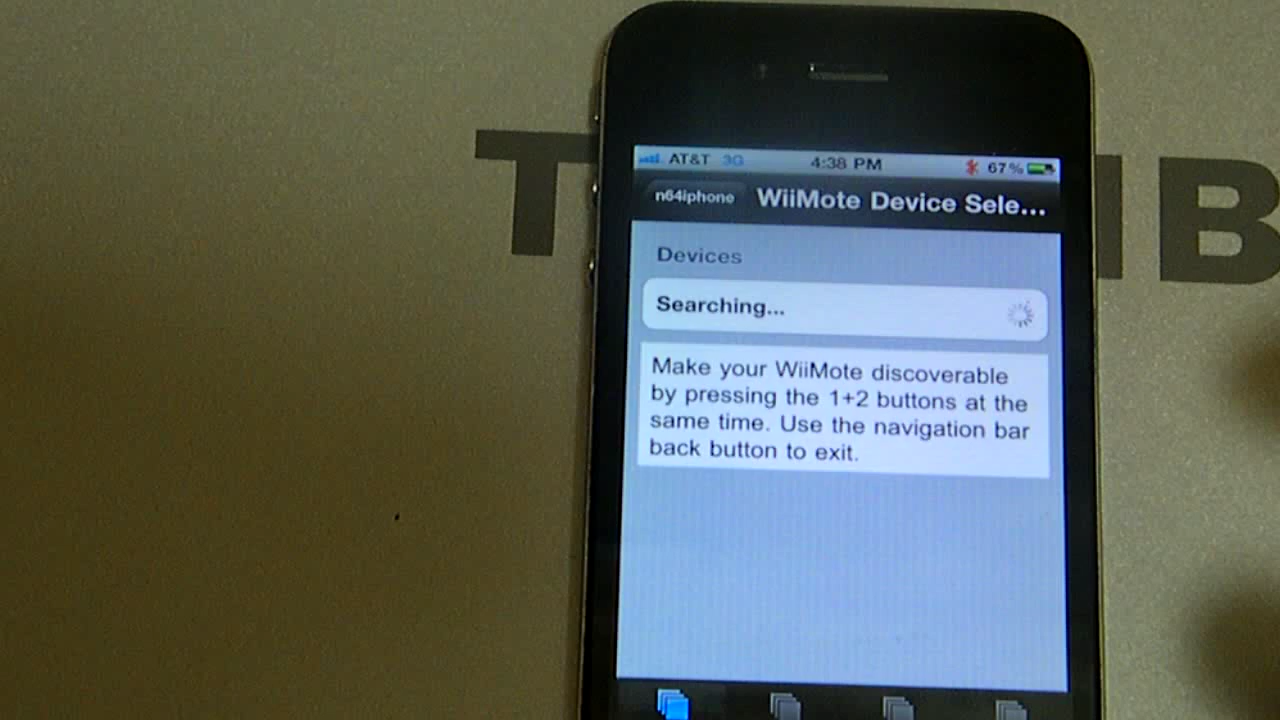 T B
AT&T 3G 4:38 PM 67%
n64iphone WiiMote Device Sele...
Devices
Searching...
Make your WiiMote discoverable
by pressing the 1+2 buttons at the
same time. Use the navigation bar
back button to exit.